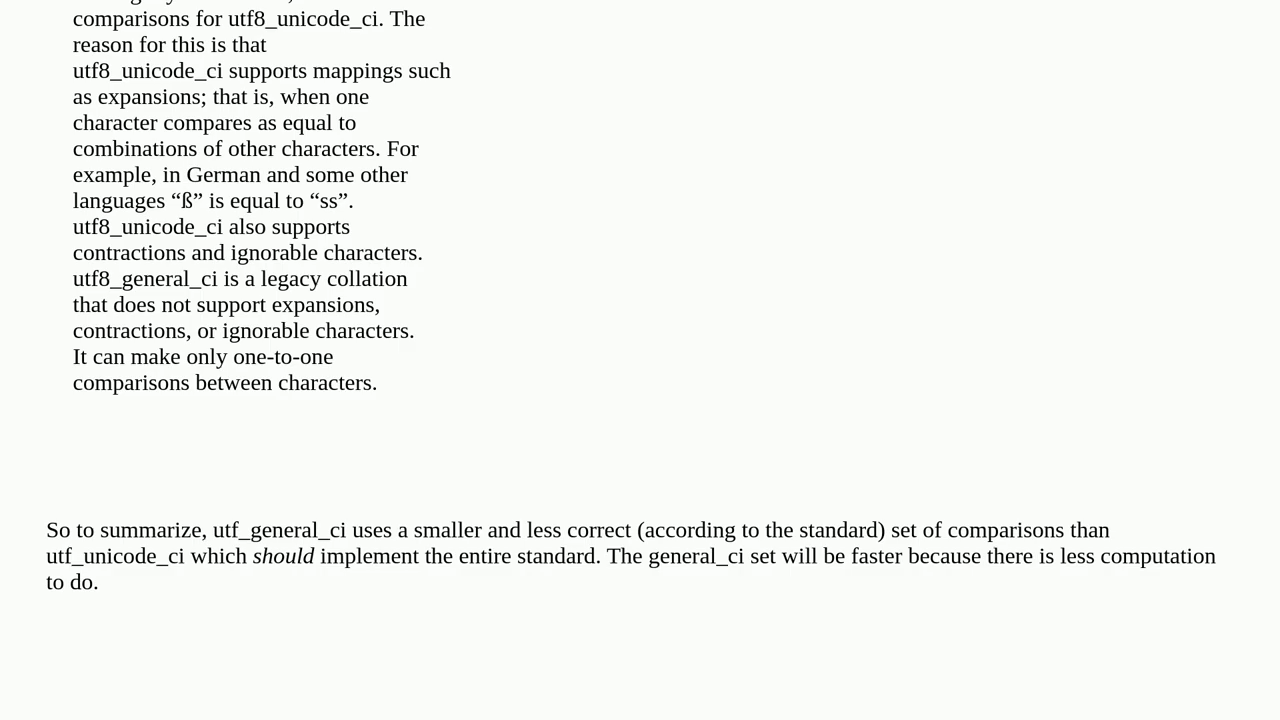 comparisons for utf8_unicode_ci. The
reason for this is that
utf8_unicode_ci supports mappings such
as expansions; that is, when one
character compares as equal to
combinations of other characters. For
example, in German and some other
languages “ß” is equal to “ss”.
utf8_unicode_ci also supports
contractions and ignorable characters.
utf8_general_ci is a legacy collation
that does not support expansions,
contractions, or ignorable characters.
It can make only one-to-one
comparisons between characters.
So to summarize, utf_general_ci uses a smaller and less correct (according to the standard) set of comparisons than
utf_unicode_ci which should implement the entire standard. The general_ci set will be faster because there is less computation
to do.